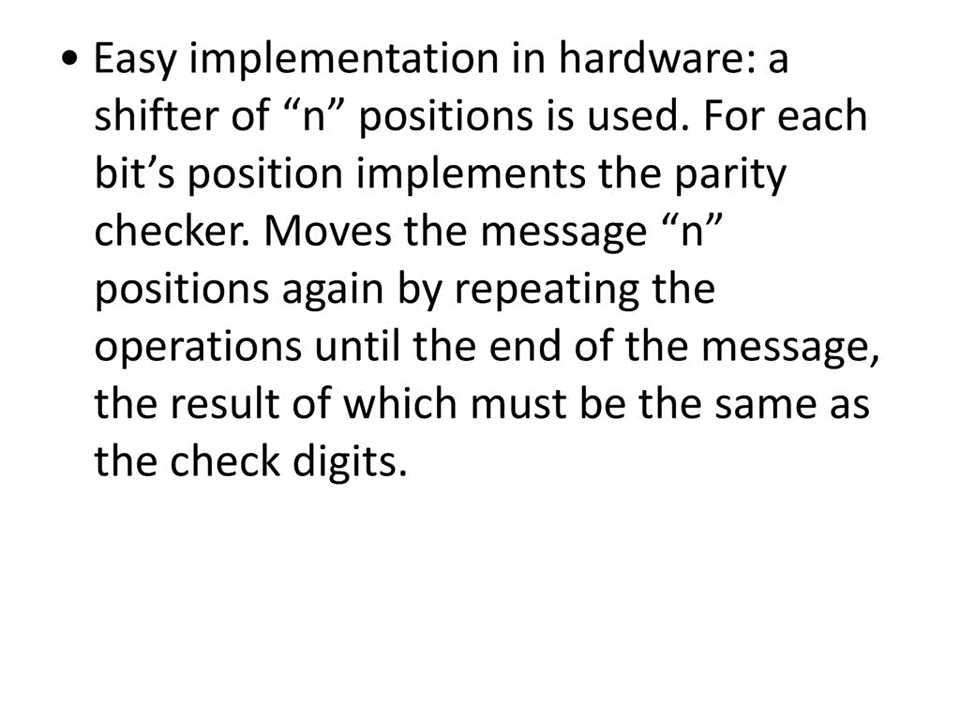 • Easy implementation in hardware: a
shifter of “n” positions is used. For each
bit’s position implements the parity
checker. Moves the message “n”
positions again by repeating the
operations until the end of the message,
the result of which must be the same as
the check digits.